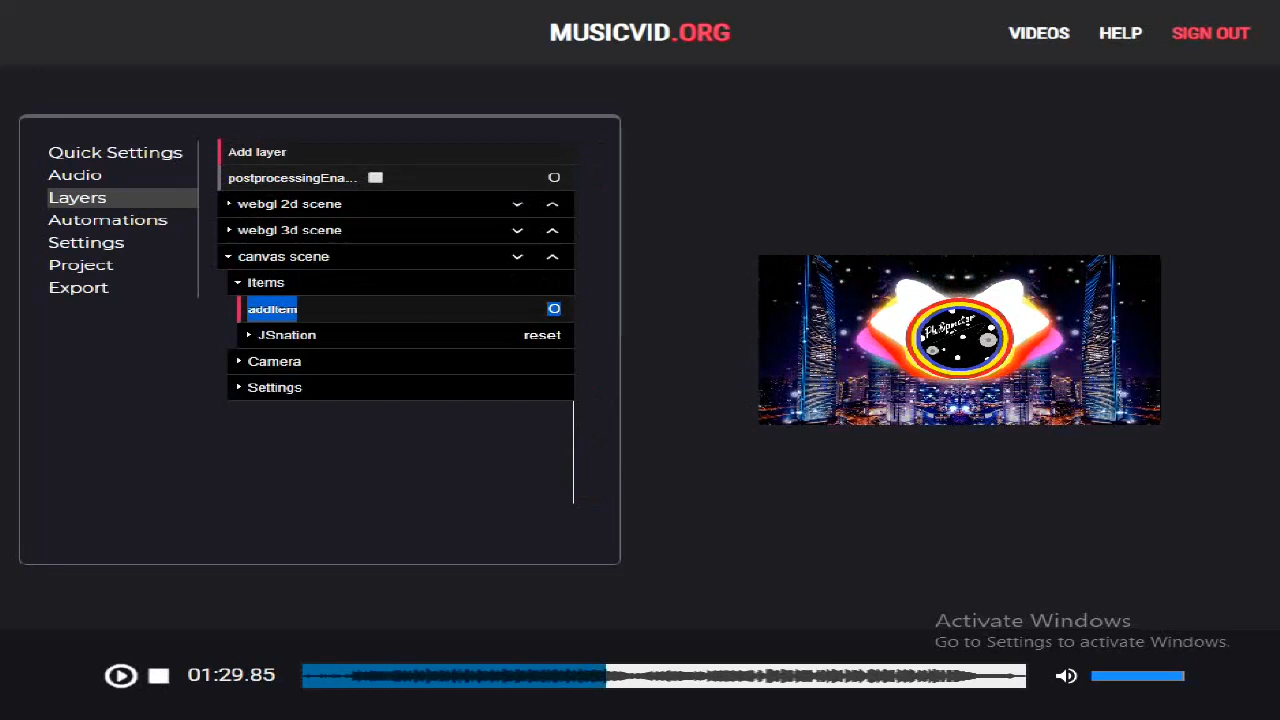 MUSICVID.ORG
VIDEOS HELP SIGN OUT
Quick Settings
Audio
Layers
Automations
Settings
Project
Export
Add layer
postprocessingEna...
webgl 2d scene
webgl 3d scene
canvas scene
Items
addItem
JSnation reset
Camera
Settings
Activate Windows
Go to Settings to activate Windows.
01:29.85